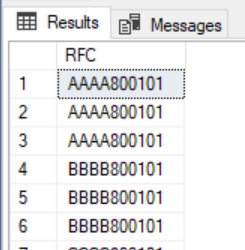 Results Messages
RFC
1 AAAA800101
2 AAAA800101
3 AAAA800101
4 BBBB800101
5 BBBB800101
6 BBBB800101